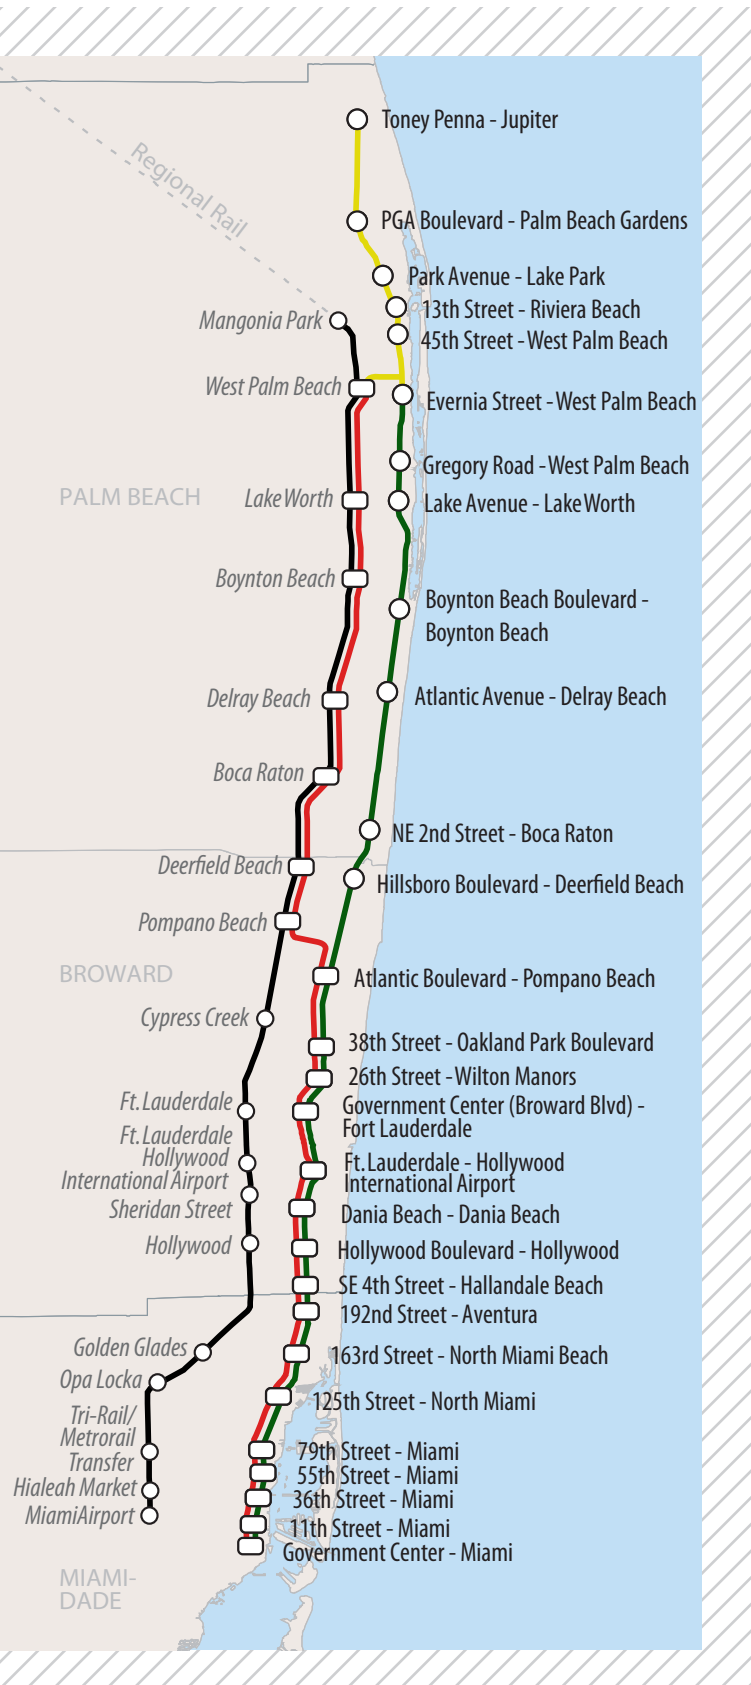 Toney Penna - Jupiter
Regional Rail
PGA Boulevard - Palm Beach Gardens
Park Avenue - Lake Park
13th Street - Riviera Beach
Mangonia Park
45th Street - West Palm Beach
West Palm Beach
Evernia Street - West Palm Beach
Gregory Road - West Palm Beach
PALM BEACH
Lake Worth
Lake Avenue - Lake Worth
Boynton Beach
Boynton Beach Boulevard -
Boynton Beach
Delray Beach
Atlantic Avenue - Delray Beach
Boca Raton
NE 2nd Street - Boca Raton
Deerfield Beach
Hillsboro Boulevard - Deerfield Beach
Pompano Beach
BROWARD
Atlantic Boulevard - Pompano Beach
Cypress Creek
38th Street - Oakland Park Boulevard
26th Street - Wilton Manors
Ft. Lauderdale
Government Center (Broward Blvd) -
Fort Lauderdale
Ft. Lauderdale
Hollywood
International Airport
Ft. Lauderdale - Hollywood
International Airport
Sheridan Street
Dania Beach - Dania Beach
Hollywood
Hollywood Boulevard - Hollywood
SE 4th Street - Hallandale Beach
192nd Street - Aventura
Golden Glades
163rd Street - North Miami Beach
Opa Locka
125th Street - North Miami
Tri-Rail/
Metrorail
Transfer
79th Street - Miami
55th Street - Miami
Hialeah Market
36th Street - Miami
Miami Airport
11th Street - Miami
Government Center - Miami
MIAMI-
DADE